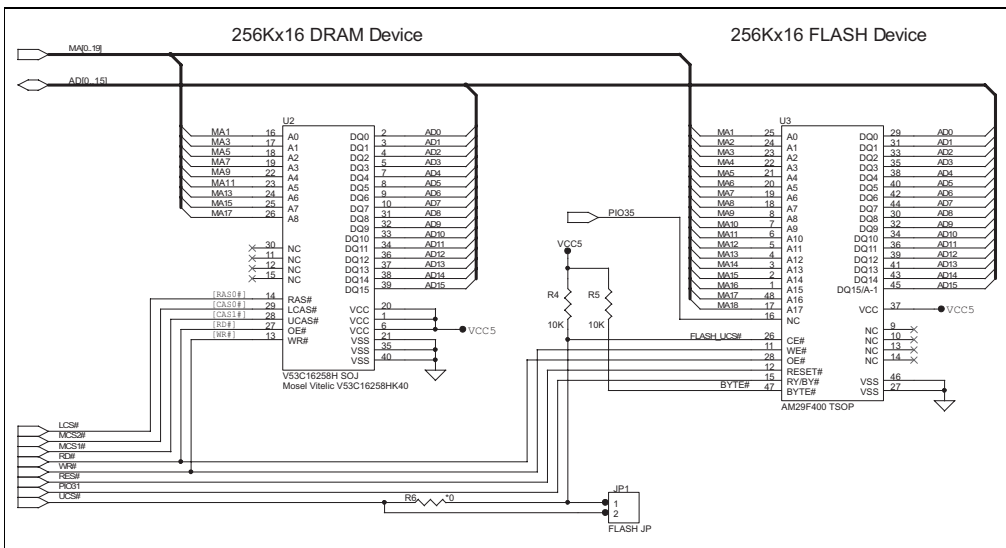 256Kx16 DRAM Device
256Kx16 FLASH Device
MA[0..19]
AD[0..15]
U2
MA1 16 A0 DQ0 2 AD0
MA3 17 A1 DQ1 3 AD1
MA5 18 A2 DQ2 4 AD2
MA7 19 A3 DQ3 5 AD3
MA9 22 A4 DQ4 7 AD4
MA11 23 A5 DQ5 8 AD5
MA13 24 A6 DQ6 9 AD6
MA15 25 A7 DQ7 10 AD7
MA17 26 A8 DQ8 31 AD8
DQ9 32 AD9
DQ10 33 AD10
30 NC DQ11 34 AD11
11 NC DQ12 36 AD12
12 NC DQ13 37 AD13
15 NC DQ14 38 AD14
DQ15 39 AD15
[RAS0#] 14 RAS#
[CAS0#] 29 LCAS# VCC 20
[CAS1#] 28 UCAS# VCC 1
[RD#] 27 OE# VCC 6 VCC5
[WR#] 13 WR# VSS 21
VSS 35
VSS 40
V53C16258H SOJ
Mosel Vitelic V53C16258HK40
U3
MA1 25 A0 DQ0 29 AD0
MA2 24 A1 DQ1 31 AD1
MA3 23 A2 DQ2 33 AD2
MA4 22 A3 DQ3 35 AD3
MA5 21 A4 DQ4 38 AD4
MA6 20 A5 DQ5 40 AD5
MA7 19 A6 DQ6 42 AD6
MA8 18 A7 DQ7 44 AD7
MA9 8 A8 DQ8 30 AD8
MA10 7 A9 DQ9 32 AD9
MA11 6 A10 DQ10 34 AD10
MA12 5 A11 DQ11 36 AD11
MA13 4 A12 DQ12 39 AD12
MA14 3 A13 DQ13 41 AD13
MA15 2 A14 DQ14 43 AD14
MA16 1 A15 DQ15/A-1 45 AD15
MA17 48 A16
MA18 17 A17 VCC 37 VCC5
16 NC
NC 9
FLASH_UCS# 26 CE# NC 10
11 WE# NC 13
28 OE# NC 14
12 RESET#
15 RY/BY# VSS 46
BYTE# 47 BYTE# VSS 27
AM29F400 TSOP
PIO35
VCC5
R4
10K
R5
10K
LCS#
MCS2#
MCS1#
RD#
WR#
RES#
PIO31
UCS#
R6 *0
JP1
1
2
FLASH JP